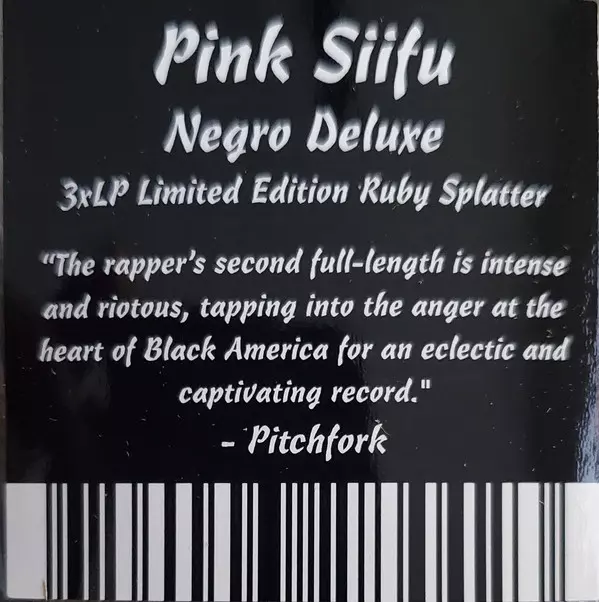 Pink Siifu
Negro Deluxe
3xLP Limited Edition Ruby Splatter
"The rapper's second full-length is intense
and riotous, tapping into the anger at the
heart of Black America for an eclectic and
captivating record."
- Pitchfork